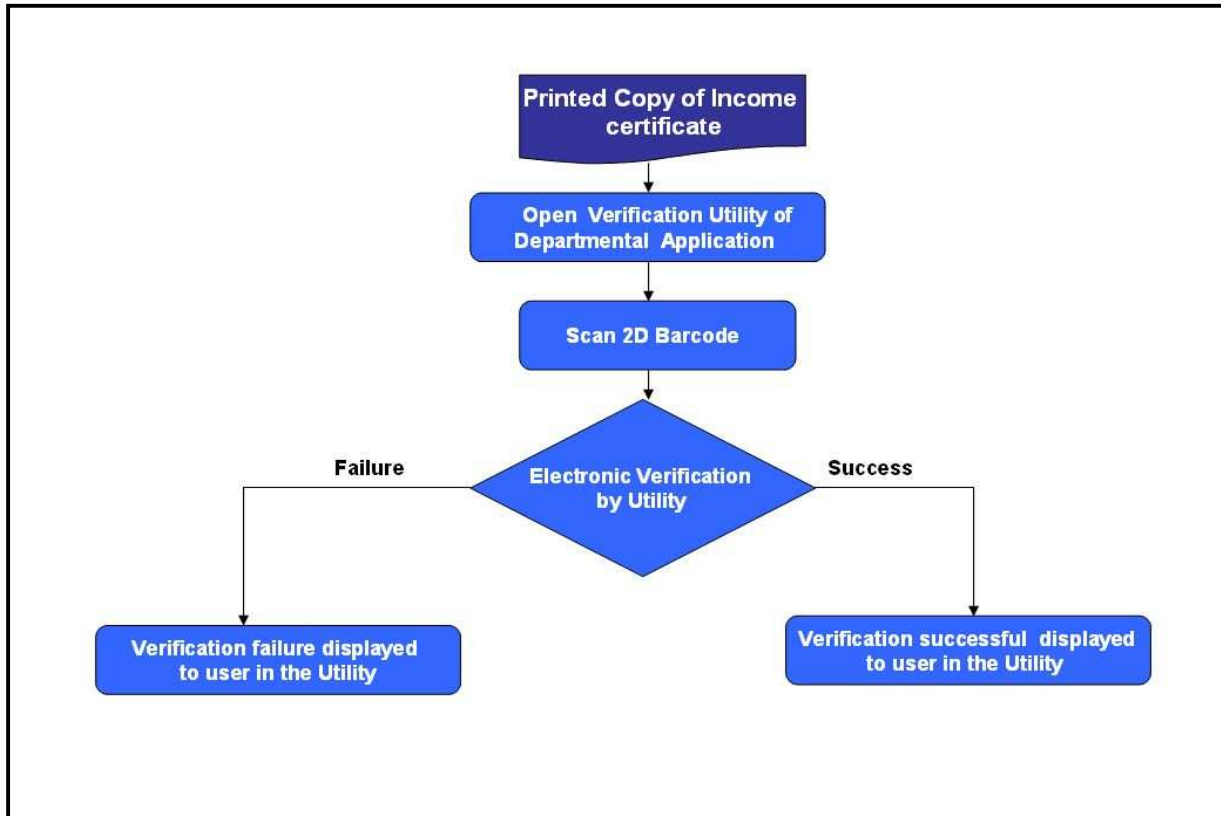 Printed Copy of Income
certificate
Open Verification Utility of
Departmental Application
Scan 2D Barcode
Failure
Electronic Verification
by Utility
Success
Verification failure displayed
to user in the Utility
Verification successful displayed
to user in the Utility